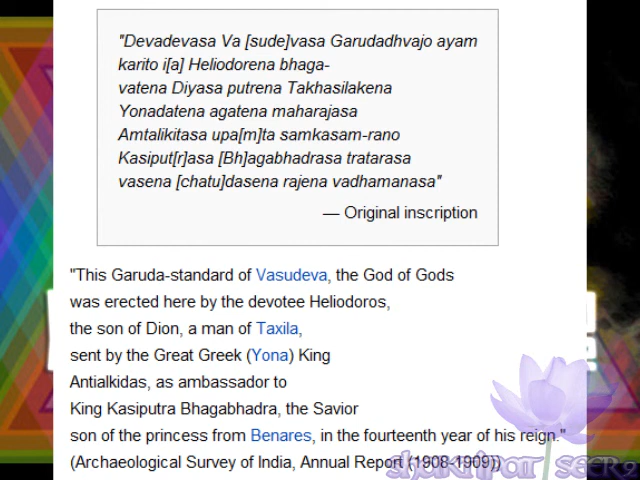 "Devadevasa Va [sude]vasa Garudadhvajo ayam
karito i[a] Heliodorena bhaga-
vatena Diyasa putrena Takhasilakena
Yonadatena agatena maharajasa
Amtalikitasa upa[m]ta samkasam-rano
Kasiput[r]asa [Bh]agabhadrasa tratarasa
vasena [chatu]dasena rajena vadhamanasa"
— Original inscription
"This Garuda-standard of Vasudeva, the God of Gods
was erected here by the devotee Heliodoros,
the son of Dion, a man of Taxila,
sent by the Great Greek (Yona) King
Antialkidas, as ambassador to
King Kasiputra Bhagabhadra, the Savior
son of the princess from Benares, in the fourteenth year of his reign."
(Archaeological Survey of India, Annual Report (1908-1909))